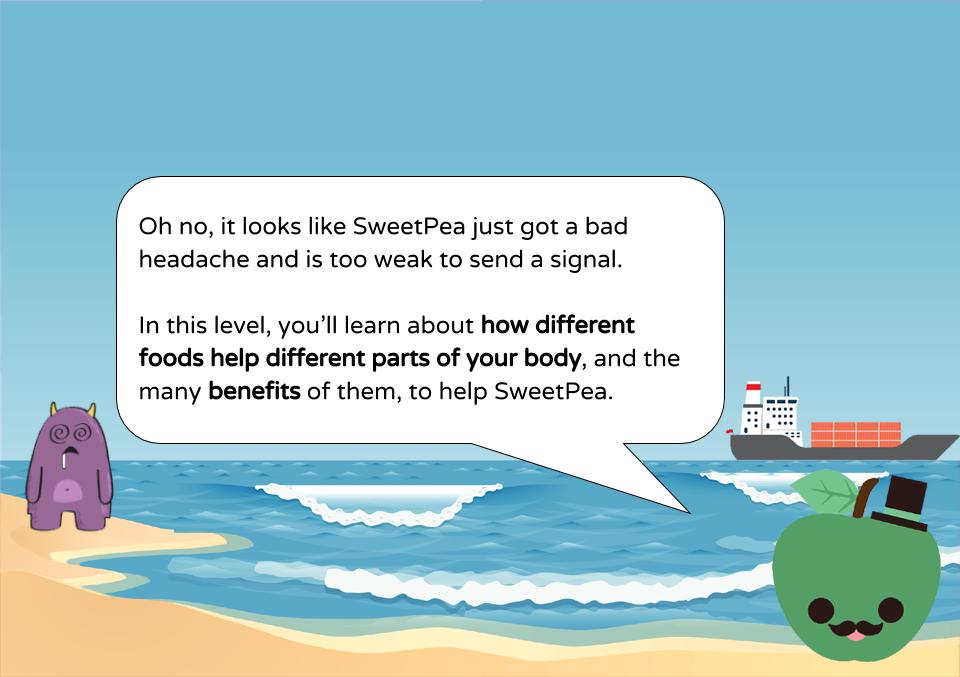 Oh no, it looks like SweetPea just got a bad
headache and is too weak to send a signal.
In this level, you’ll learn about how different
foods help different parts of your body, and the
many benefits of them, to help SweetPea.